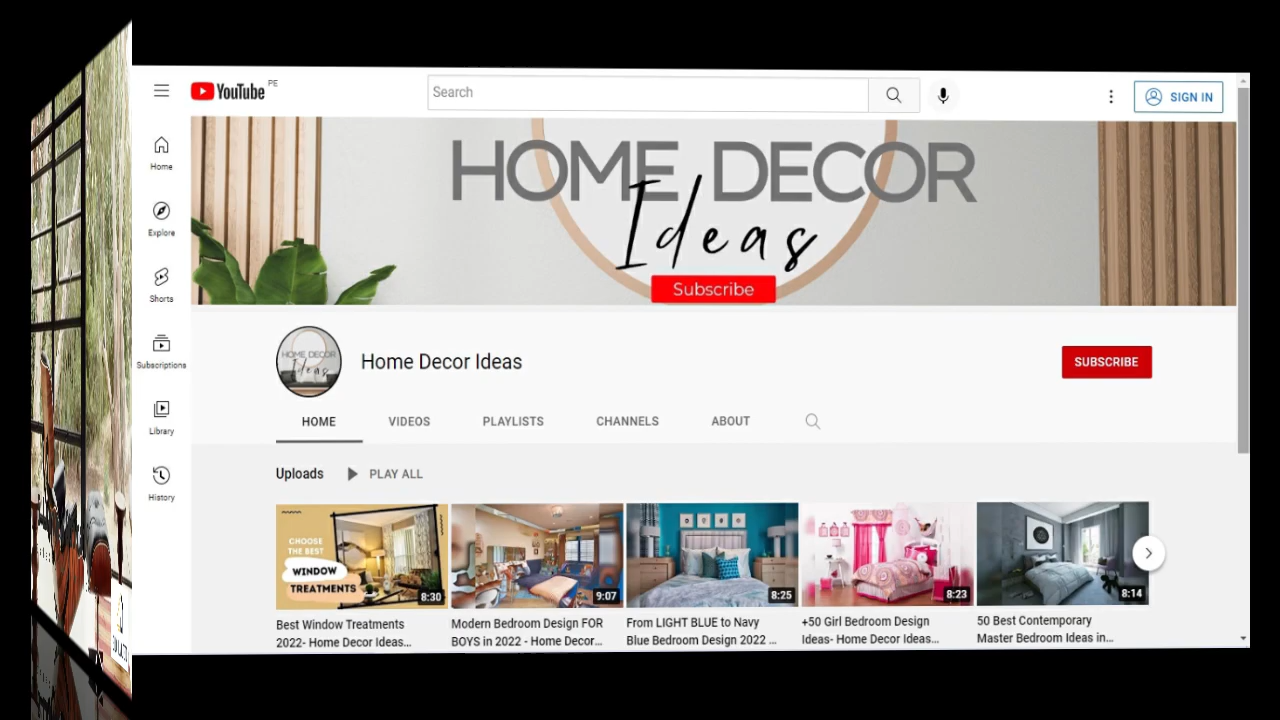 YouTube PE
Search
SIGN IN
Home
Explore
Shorts
Subscriptions
Library
History
HOME DECOR
Ideas
Subscribe
HOME DECOR
Ideas
Home Decor Ideas
SUBSCRIBE
HOME
VIDEOS
PLAYLISTS
CHANNELS
ABOUT
Uploads
PLAY ALL
CHOOSE
THE BEST
WINDOW
TREATMENTS
8:30
9:07
8:25
8:23
8:14
Best Window Treatments
2022- Home Decor Ideas...
Modern Bedroom Design FOR
BOYS in 2022 - Home Decor...
From LIGHT BLUE to Navy
Blue Bedroom Design 2022 ...
+50 Girl Bedroom Design
Ideas- Home Decor Ideas...
50 Best Contemporary
Master Bedroom Ideas in...